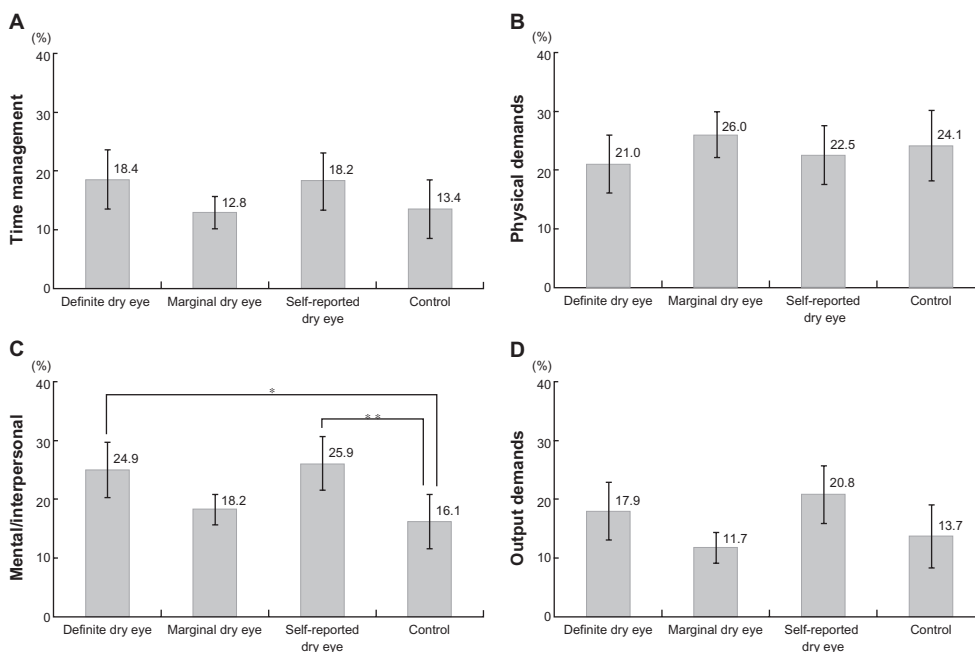 A
(%)
Time management
40
30
20
10
0
18.4
12.8
18.2
13.4
Definite dry eye
Marginal dry eye
Self-reported
dry eye
Control
B
(%)
Physical demands
40
30
20
10
0
21.0
26.0
22.5
24.1
Definite dry eye
Marginal dry eye
Self-reported
dry eye
Control
C
(%)
Mental/interpersonal
40
30
20
10
0
*
**
24.9
18.2
25.9
16.1
Definite dry eye
Marginal dry eye
Self-reported
dry eye
Control
D
(%)
Output demands
40
30
20
10
0
17.9
11.7
20.8
13.7
Definite dry eye
Marginal dry eye
Self-reported
dry eye
Control